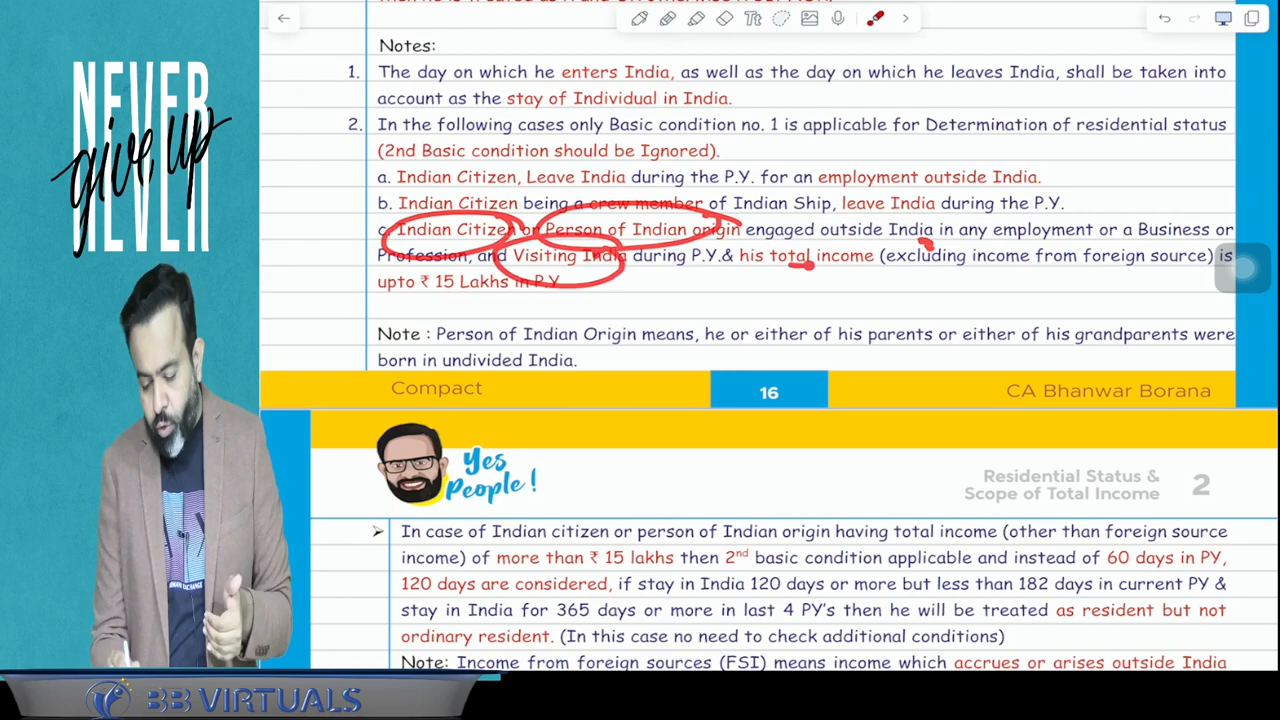 NEVER
give up
NEVER
Notes:
1. The day on which he enters India, as well as the day on which he leaves India, shall be taken into
account as the stay of Individual in India.
2. In the following cases only Basic condition no. 1 is applicable for Determination of residential status
(2nd Basic condition should be Ignored).
a. Indian Citizen, Leave India during the P.Y. for an employment outside India.
b. Indian Citizen being a crew member of Indian Ship, leave India during the P.Y.
c. Indian Citizen or Person of Indian origin engaged outside India in any employment or a Business or
Profession, and Visiting India during P.Y.& his total income (excluding income from foreign source) is
upto ₹ 15 Lakhs in P.Y
Note : Person of Indian Origin means, he or either of his parents or either of his grandparents were
born in undivided India.
Compact 16 CA Bhanwar Borana
Yes
People!
Residential Status &
Scope of Total Income 2
➤ In case of Indian citizen or person of Indian origin having total income (other than foreign source
income) of more than ₹ 15 lakhs then 2nd basic condition applicable and instead of 60 days in PY,
120 days are considered, if stay in India 120 days or more but less than 182 days in current PY &
stay in India for 365 days or more in last 4 PY's then he will be treated as resident but not
ordinary resident. (In this case no need to check additional conditions)
Note: Income from foreign sources (FSI) means income which accrues or arises outside India
BB VIRTUALS